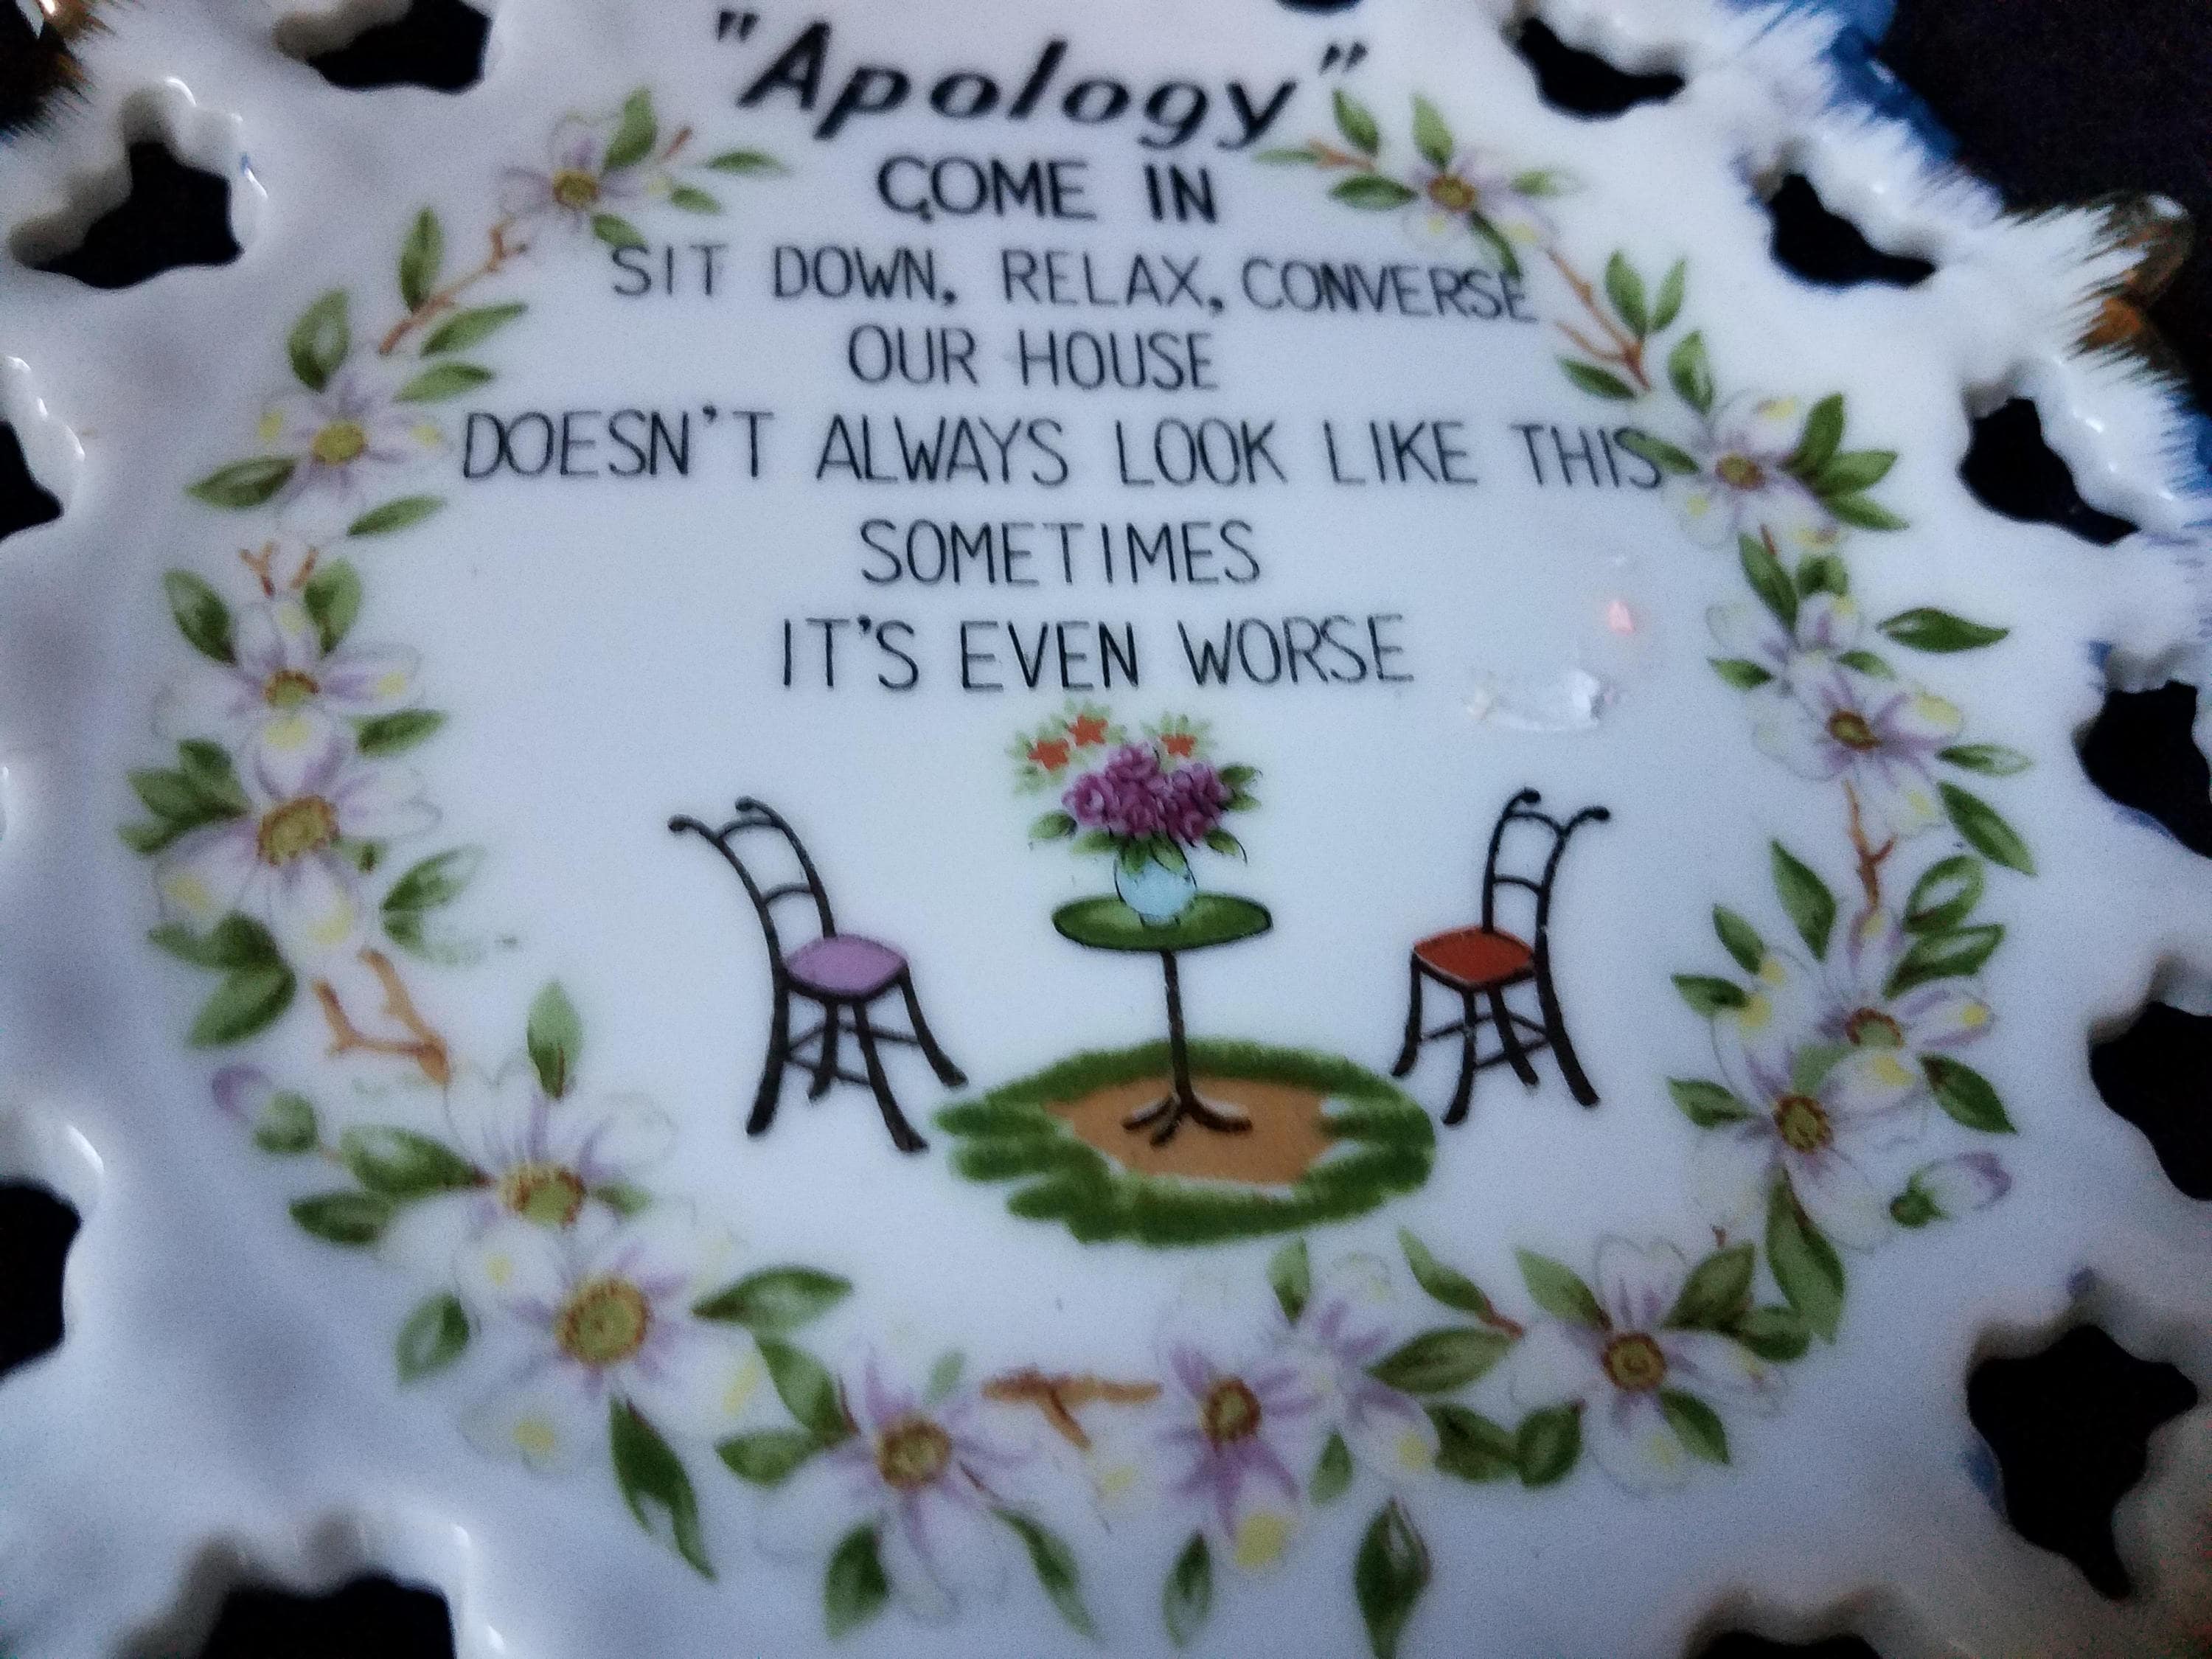 "Apology"
COME IN
SIT DOWN, RELAX, CONVERSE
OUR HOUSE
DOESN'T ALWAYS LOOK LIKE THIS
SOMETIMES
IT'S EVEN WORSE